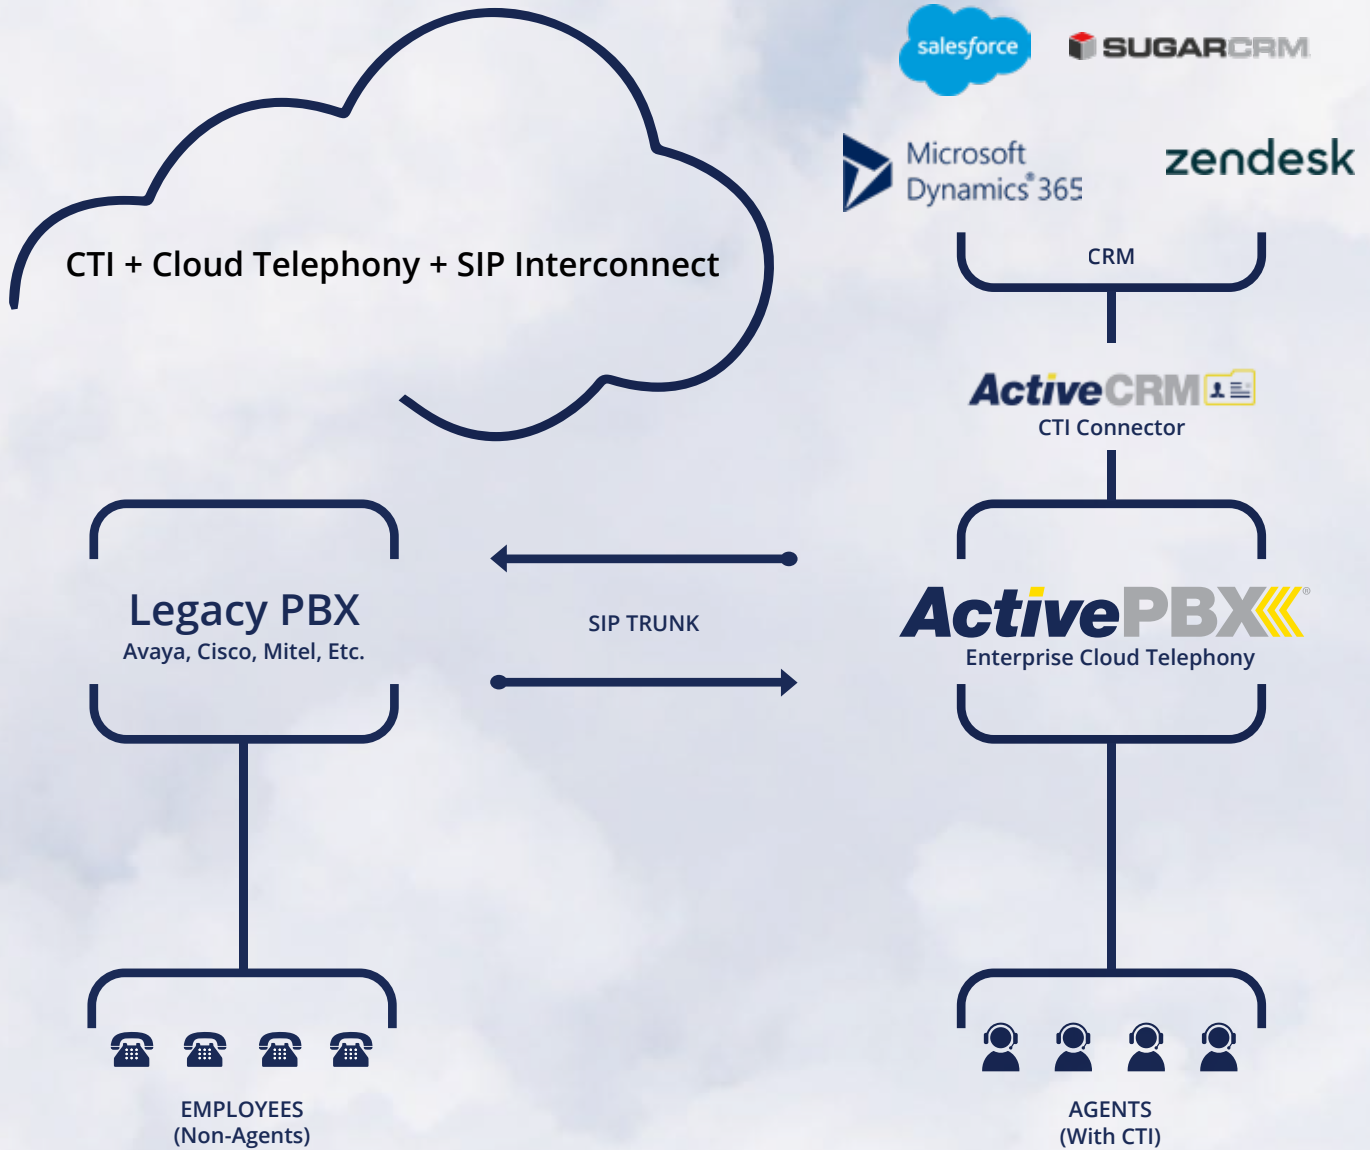 salesforce
SUGARCRM
Microsoft
Dynamics® 365
zendesk
CTI + Cloud Telephony + SIP Interconnect
CRM
ActiveCRM
CTI Connector
Legacy PBX
Avaya, Cisco, Mitel, Etc.
SIP TRUNK
ActivePBX®
Enterprise Cloud Telephony
EMPLOYEES
(Non-Agents)
AGENTS
(With CTI)